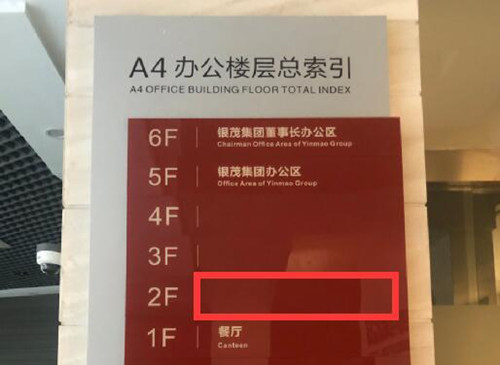 A4 办公楼层总索引
A4 OFFICE BUILDING FLOOR TOTAL INDEX
6F 银茂集团董事长办公区
Chairman Office Area of Yinmao Group
5F 银茂集团办公区
Office Area of Yinmao Group
4F
3F
2F
1F 餐厅
Canteen